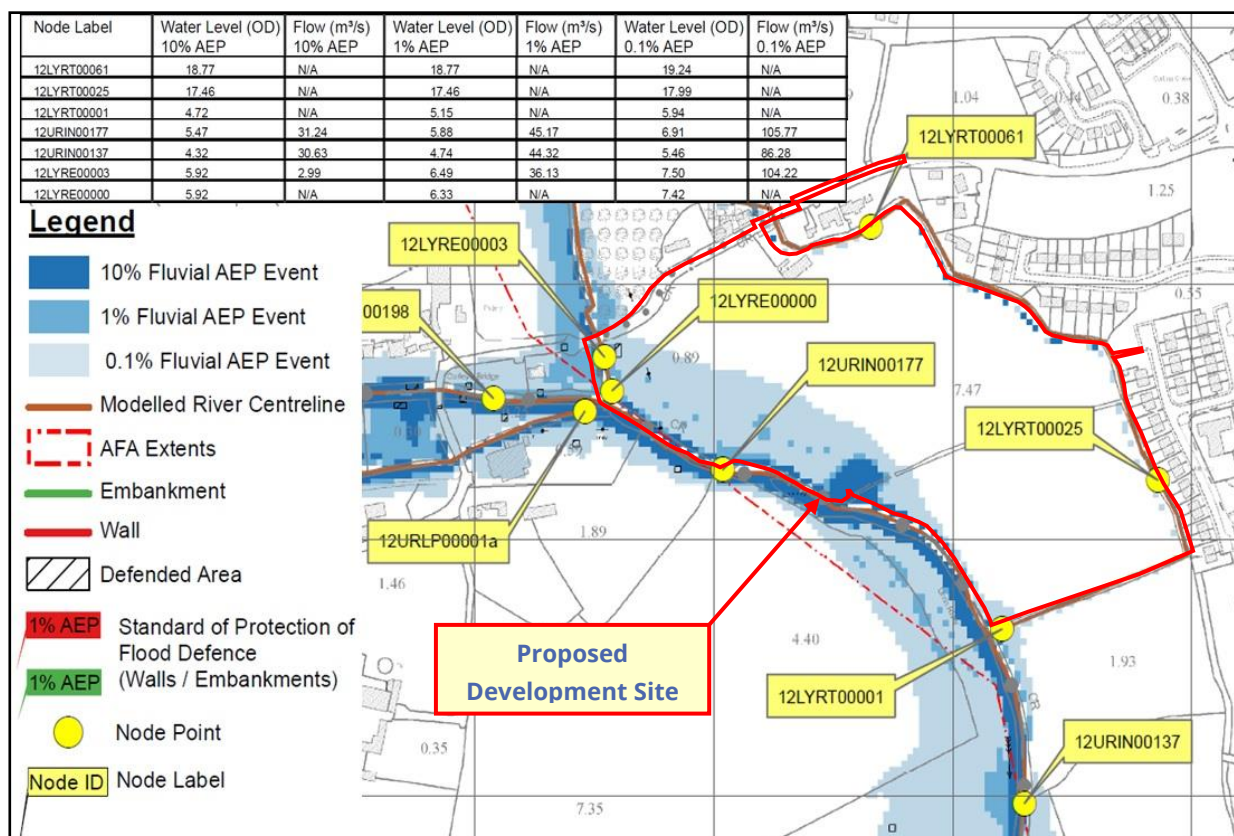 Node Label Water Level (OD) Flow (m³/s) Water Level (OD) Flow (m³/s) Water Level (OD) Flow (m³/s)
10% AEP 10% AEP 1% AEP 1% AEP 0.1% AEP 0.1% AEP
12LYRT00061 18.77 N/A 18.77 N/A 19.24 N/A
12LYRT00025 17.46 N/A 17.46 N/A 17.99 N/A
12LYRT00001 4.72 N/A 5.15 N/A 5.94 N/A
12URIN00177 5.47 31.24 5.88 45.17 6.91 105.77
12URIN00137 4.32 30.63 4.74 44.32 5.46 86.28
12LYRE00003 5.92 2.99 6.49 36.13 7.50 104.22
12LYRE00000 5.92 N/A 6.33 N/A 7.42 N/A
Legend
10% Fluvial AEP Event
1% Fluvial AEP Event
0.1% Fluvial AEP Event
Modelled River Centreline
AFA Extents
Embankment
Wall
Defended Area
1% AEP Standard of Protection of
Flood Defence
1% AEP (Walls / Embankments)
Node Point
Node ID Node Label
1.04
0.44
0.38
12LYRT00061
1.25
12LYRE00003
12LYRE00000
00198
0.55
0.89
12URIN00177
7.47
12LYRT00025
12URLP00001a
1.89
1.46
Proposed
Development Site
4.40
1.93
12LYRT00001
CR
12URIN00137
0.35
7.35